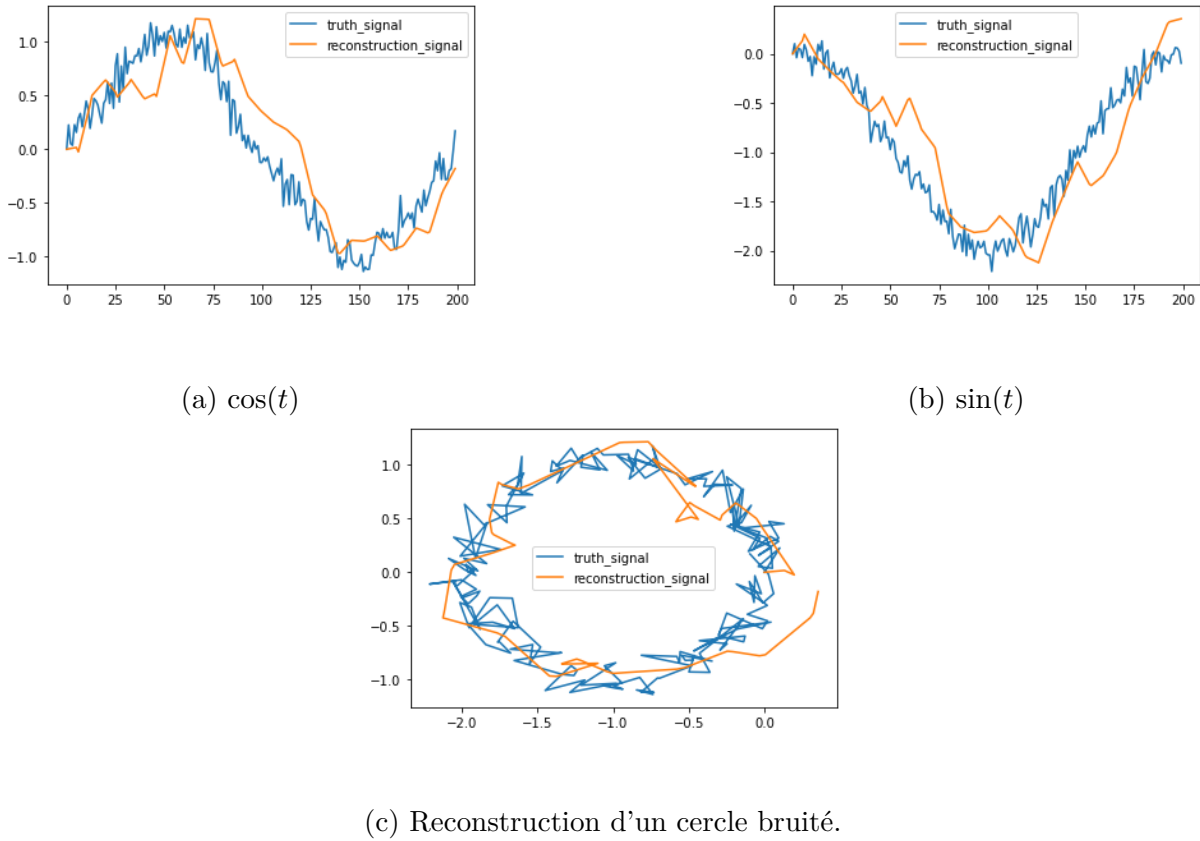 truth_signal
reconstruction_signal
1.0
0.5
0.0
−0.5
−1.0
0 25 50 75 100 125 150 175 200
(a) cos(t)
truth_signal
reconstruction_signal
0.0
−0.5
−1.0
−1.5
−2.0
0 25 50 75 100 125 150 175 200
(b) sin(t)
1.0
0.5
0.0
−0.5
−1.0
truth_signal
reconstruction_signal
−2.0 −1.5 −1.0 −0.5 0.0
(c) Reconstruction d'un cercle bruité.